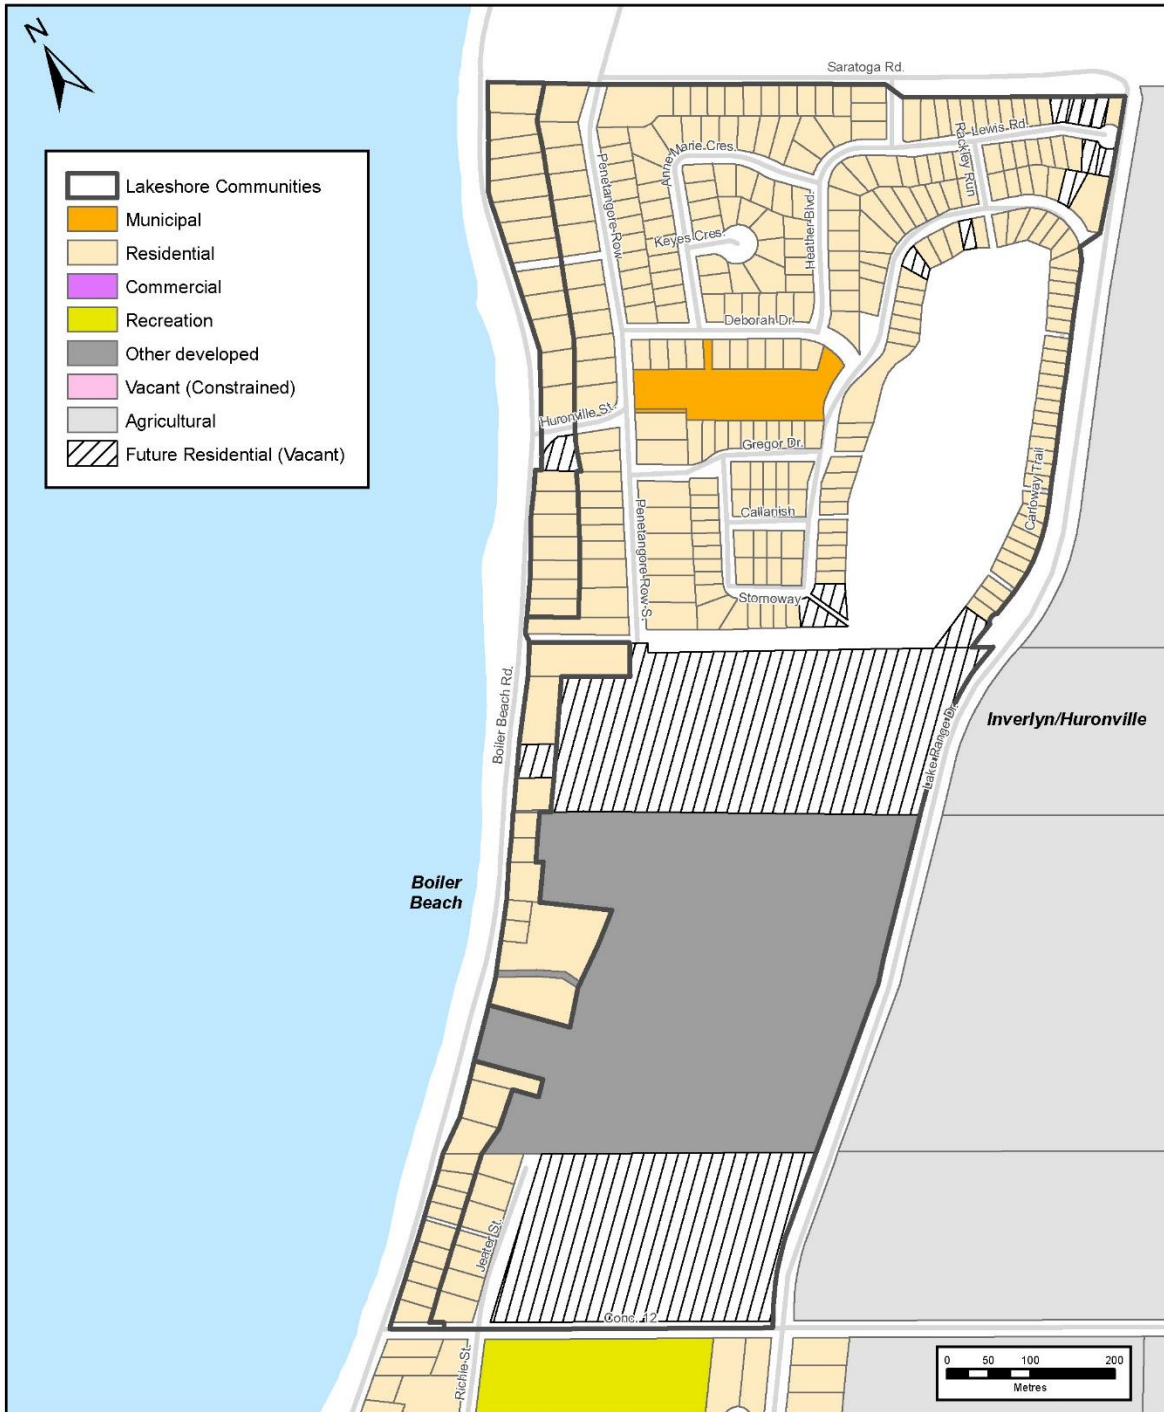 N
Saratoga Rd.
Lakeshore Communities
Municipal
Residential
Commercial
Recreation
Other developed
Vacant (Constrained)
Agricultural
Future Residential (Vacant)
Lewis Rd.
Rackley Run
Anne Marie Cres.
Penetangore Row
Keyes Cres.
Heather Blvd.
Deborah Dr.
Huronville St.
Gregor Dr.
Carloway Trail
Callanish
Penetangore Row S.
Stornoway
Boiler Beach Rd.
Lake Range Dr.
Inverlyn/Huronville
Boiler
Beach
Jenter St.
Conc. 12
Richie St.
0 50 100 200
Metres